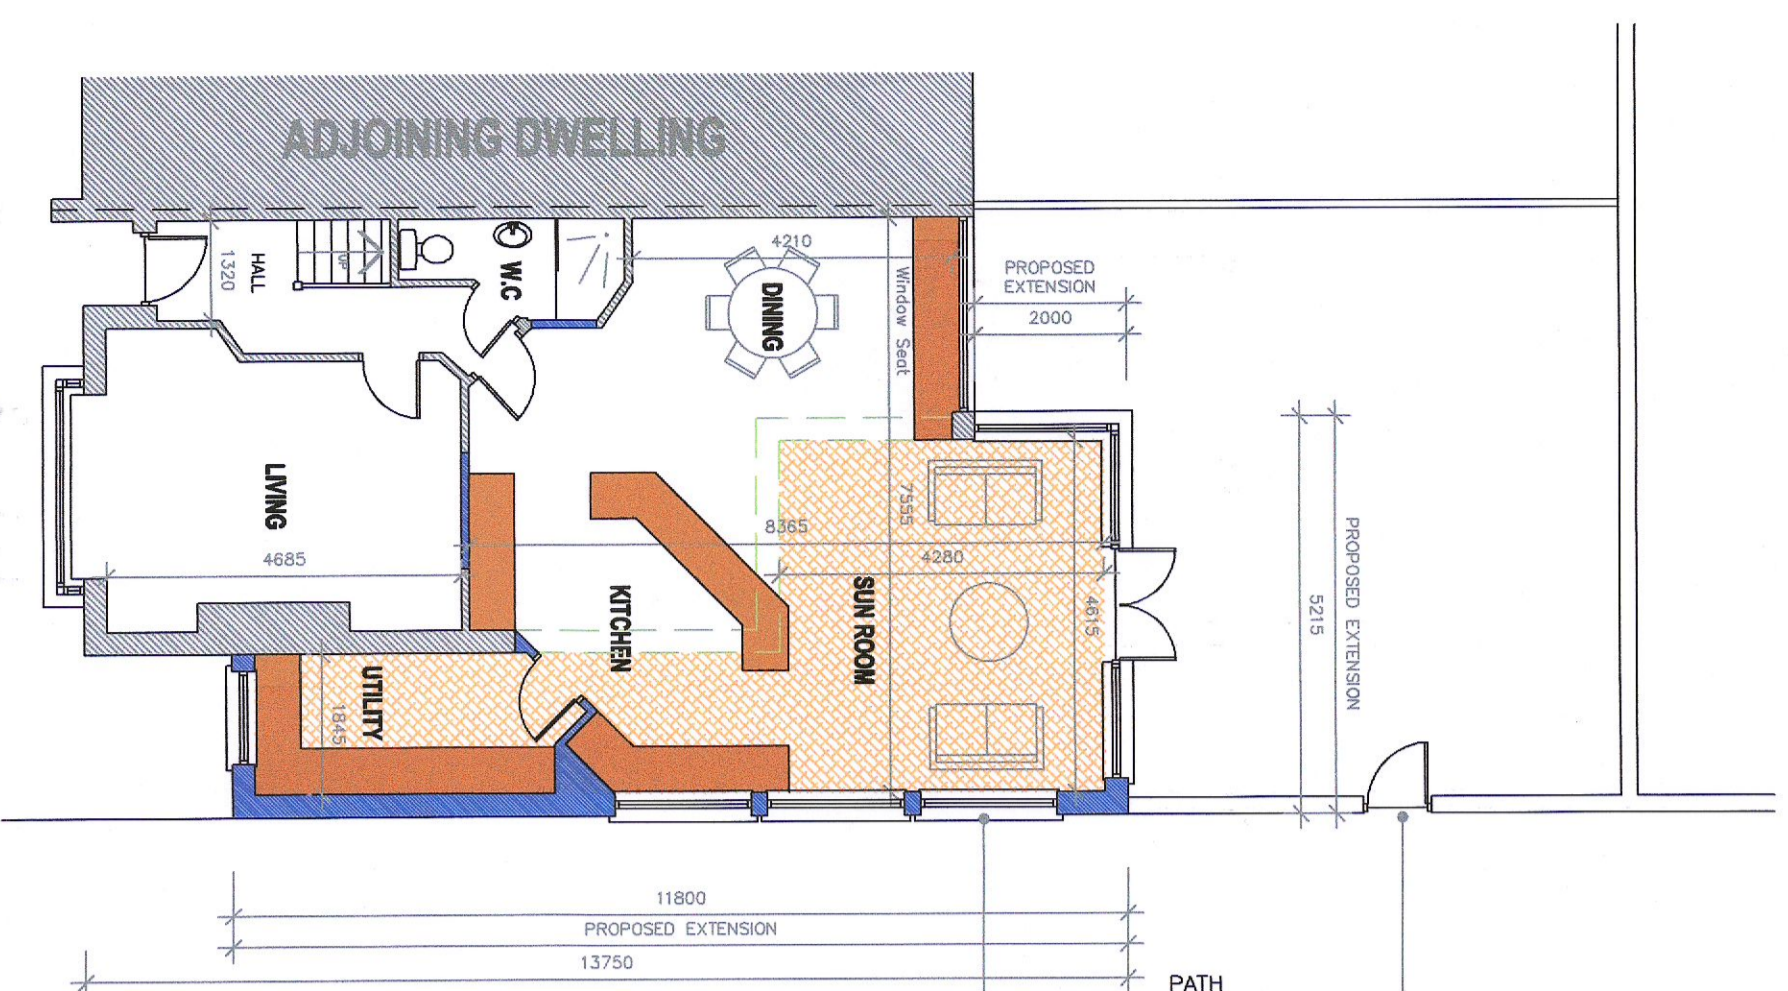 ADJOINING DWELLING
HALL
1320
UP
W.C
4210
DINING
Window Seat
PROPOSED
EXTENSION
2000
LIVING
4685
8365
7555
4280
KITCHEN
SUN ROOM
4615
5215
PROPOSED EXTENSION
UTILITY
1845
11800
PROPOSED EXTENSION
13750
PATH